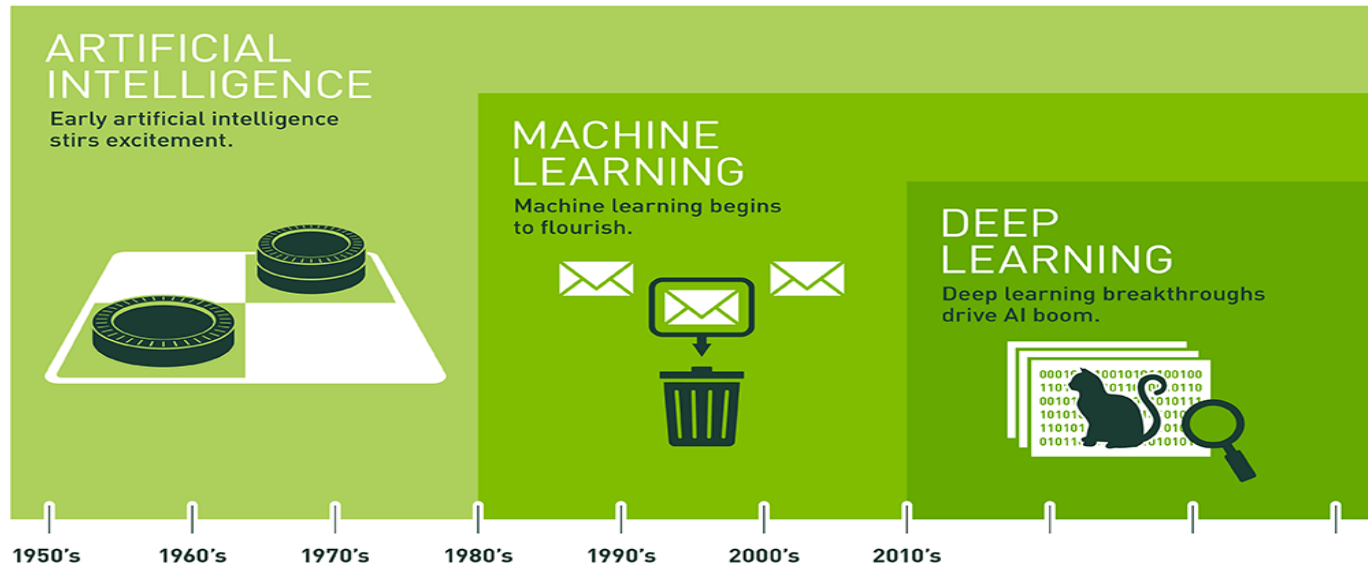 ARTIFICIAL
INTELLIGENCE
Early artificial intelligence
stirs excitement.
MACHINE
LEARNING
Machine learning begins
to flourish.
DEEP
LEARNING
Deep learning breakthroughs
drive AI boom.
1950's 1960's 1970's 1980's 1990's 2000's 2010's